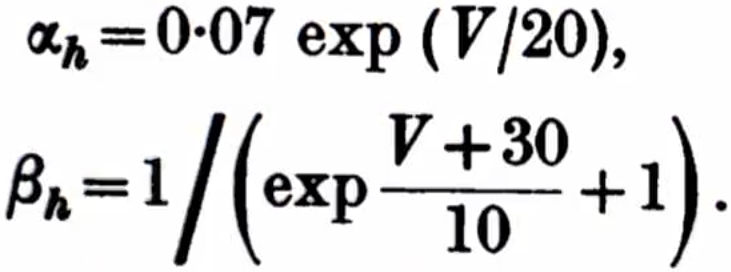 αₕ = 0·07 exp (V/20),
βₕ = 1/(exp (V + 30)/10 + 1).